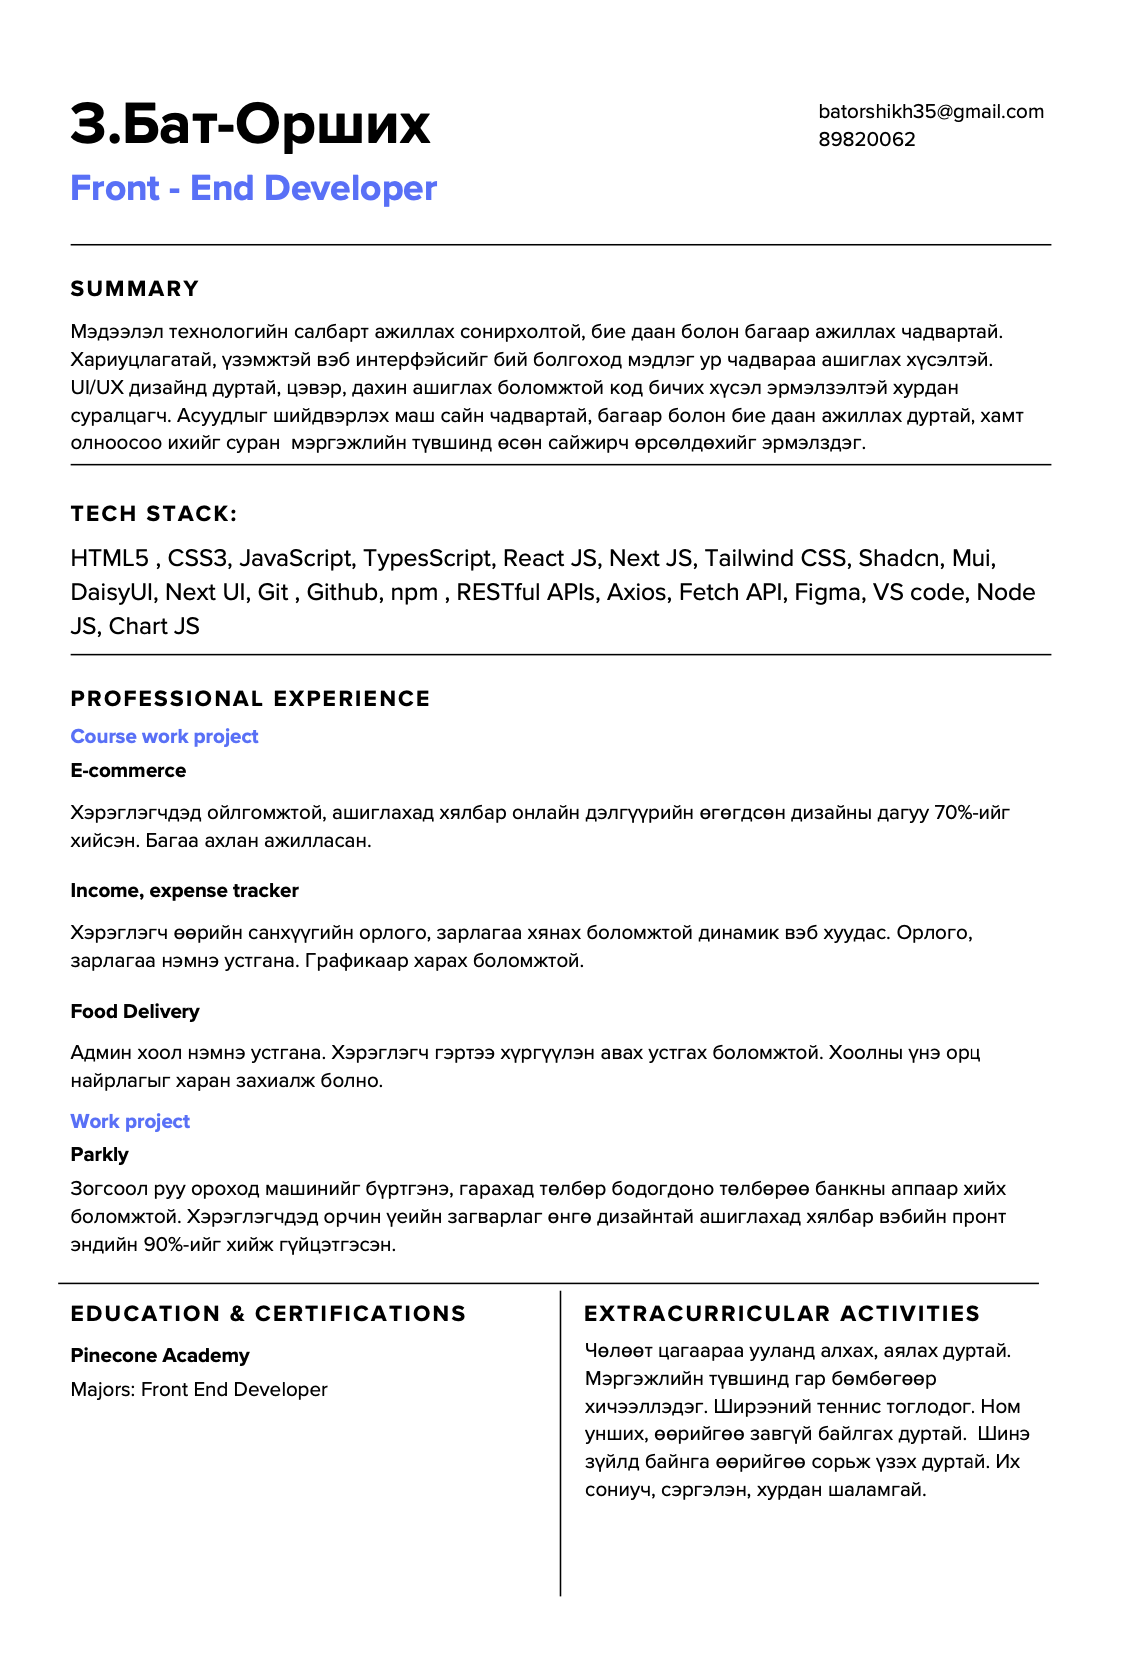 З.Бат-Орших
Front - End Developer
batorshikh35@gmail.com
89820062
SUMMARY
Мэдээлэл технологийн салбарт ажиллах сонирхолтой, бие даан болон багаар ажиллах чадвартай.
Хариуцлагатай, үзэмжтэй вэб интерфэйсийг бий болгоход мэдлэг ур чадвараа ашиглах хүсэлтэй.
UI/UX дизайнд дуртай, цэвэр, дахин ашиглах боломжтой код бичих хүсэл эрмэлзэлтэй хурдан
суралцагч. Асуудлыг шийдвэрлэх маш сайн чадвартай, багаар болон бие даан ажиллах дуртай, хамт
олноосоо ихийг суран  мэргэжлийн түвшинд өсөн сайжирч өрсөлдөхийг эрмэлздэг.
TECH STACK:
HTML5 , CSS3, JavaScript, TypesScript, React JS, Next JS, Tailwind CSS, Shadcn, Mui,
DaisyUI, Next UI, Git , Github, npm , RESTful APIs, Axios, Fetch API, Figma, VS code, Node
JS, Chart JS
PROFESSIONAL EXPERIENCE
Course work project
E-commerce
Хэрэглэгчдэд ойлгомжтой, ашиглахад хялбар онлайн дэлгүүрийн өгөгдсөн дизайны дагуу 70%-ийг
хийсэн. Багаа ахлан ажилласан.
Income, expense tracker
Хэрэглэгч өөрийн санхүүгийн орлого, зарлагаа хянах боломжтой динамик вэб хуудас. Орлого,
зарлагаа нэмнэ устгана. Графикаар харах боломжтой.
Food Delivery
Админ хоол нэмнэ устгана. Хэрэглэгч гэртээ хүргүүлэн авах устгах боломжтой. Хоолны үнэ орц
найрлагыг харан захиалж болно.
Work project
Parkly
Зогсоол руу ороход машинийг бүртгэнэ, гарахад төлбөр бодогдоно төлбөрөө банкны аппаар хийх
боломжтой. Хэрэглэгчдэд орчин үеийн загварлаг өнгө дизайнтай ашиглахад хялбар вэбийн пронт
эндийн 90%-ийг хийж гүйцэтгэсэн.
EDUCATION & CERTIFICATIONS
Pinecone Academy
Majors: Front End Developer
EXTRACURRICULAR ACTIVITIES
Чөлөөт цагаараа ууланд алхах, аялах дуртай.
Мэргэжлийн түвшинд гар бөмбөгөөр
хичээллэдэг. Ширээний теннис тоглодог. Ном
унших, өөрийгөө завгүй байлгах дуртай.  Шинэ
зүйлд байнга өөрийгөө сорьж үзэх дуртай. Их
сониуч, сэргэлэн, хурдан шаламгай.